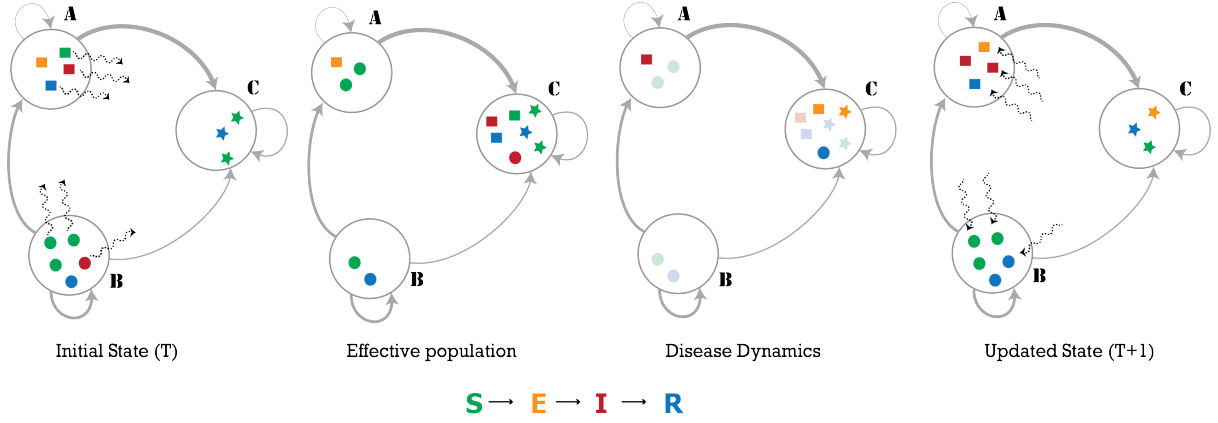 A
C
B
A
C
B
A
C
B
A
C
B
Initial State (T)
Effective population
Disease Dynamics
Updated State (T+1)
S → E → I → R